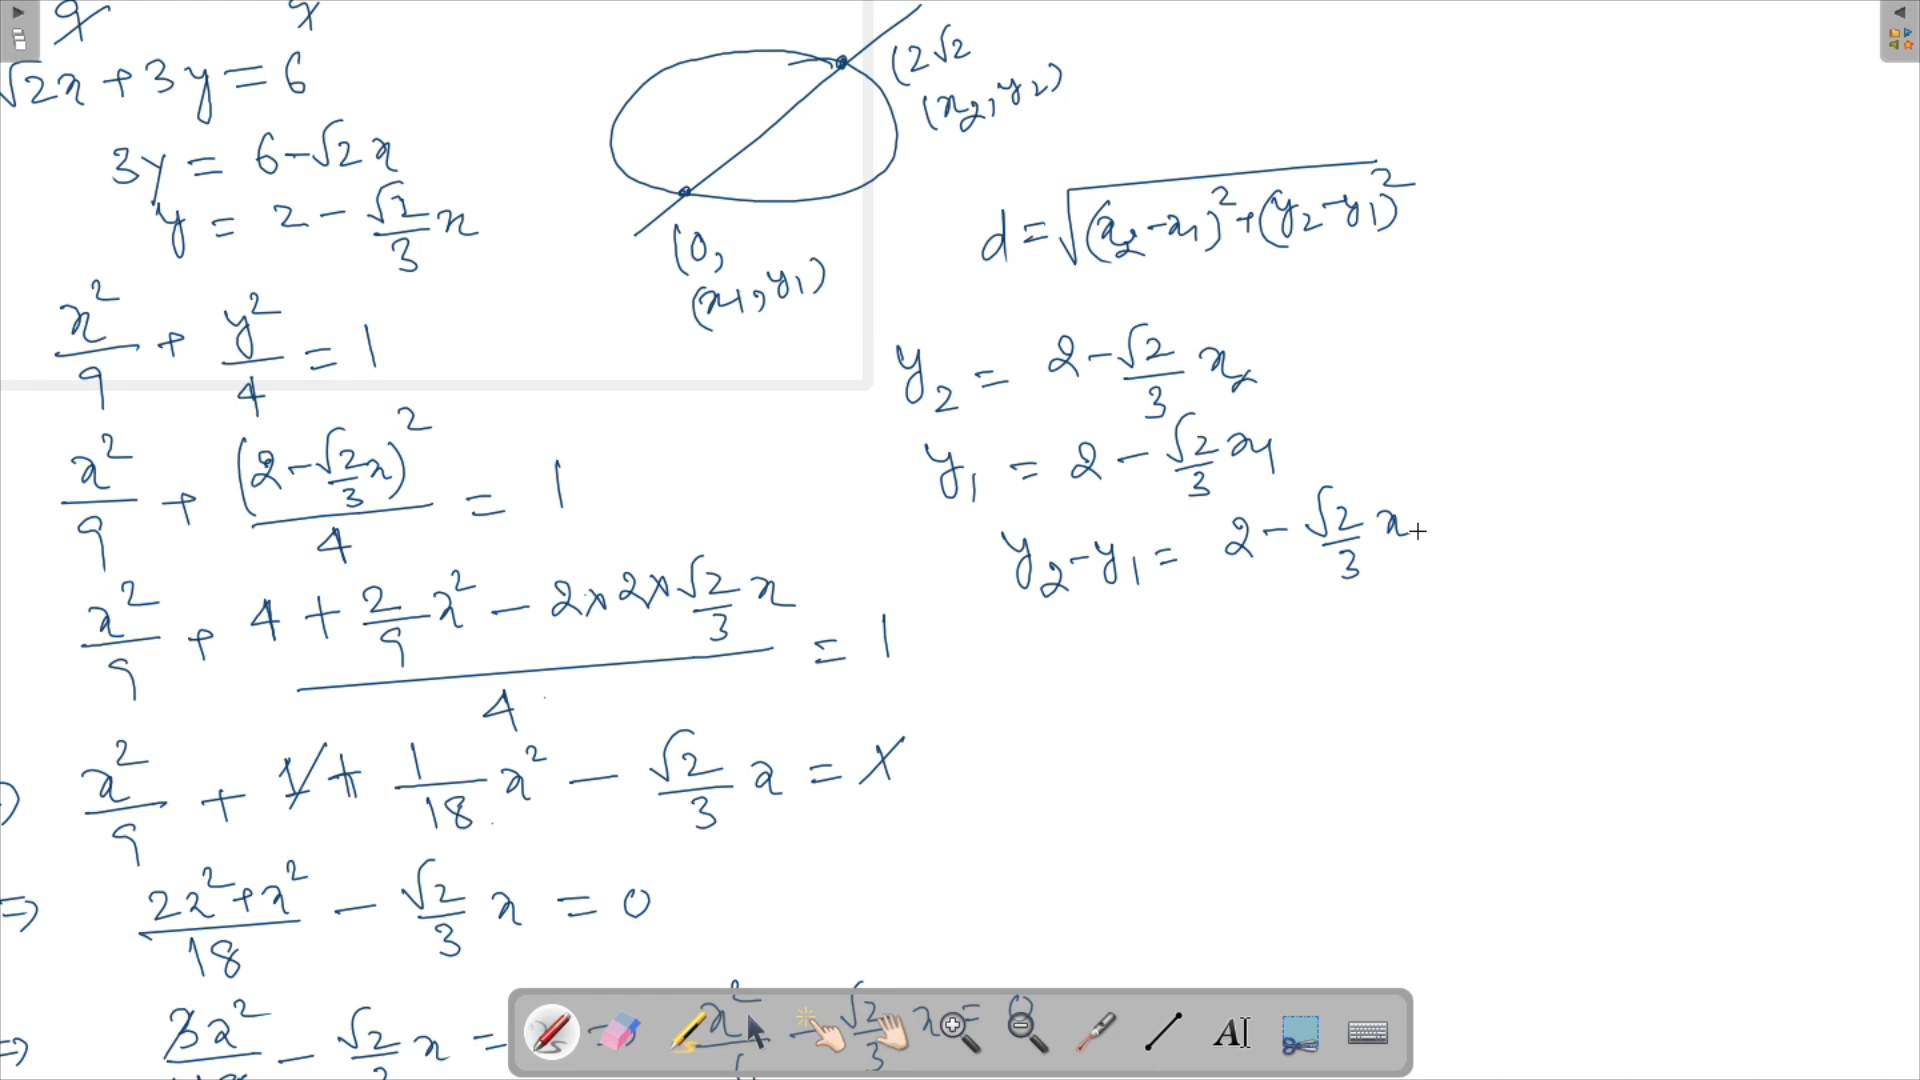 √2x + 3y = 6
3y = 6 - √2x
y = 2 - √2/3 x
x²/9 + y²/4 = 1
x²/9 + (2 - √2/3 x)²/4 = 1
x²/9 + (4 + 2/9 x² - 2×2×√2/3 x)/4 = 1
x²/9 + 1 + 1/18 x² - √2/3 x = 1
⇒ (2x² + x²)/18 - √2/3 x = 0
⇒ 3x²/18 - √2/3 x =
(2√2
(x₂, y₂)
(0,
(x₁, y₁)
d = √(x₂ - x₁)² + (y₂ - y₁)²
y₂ = 2 - √2/3 x₂
y₁ = 2 - √2/3 x₁
y₂ - y₁ = 2 - √2/3 x